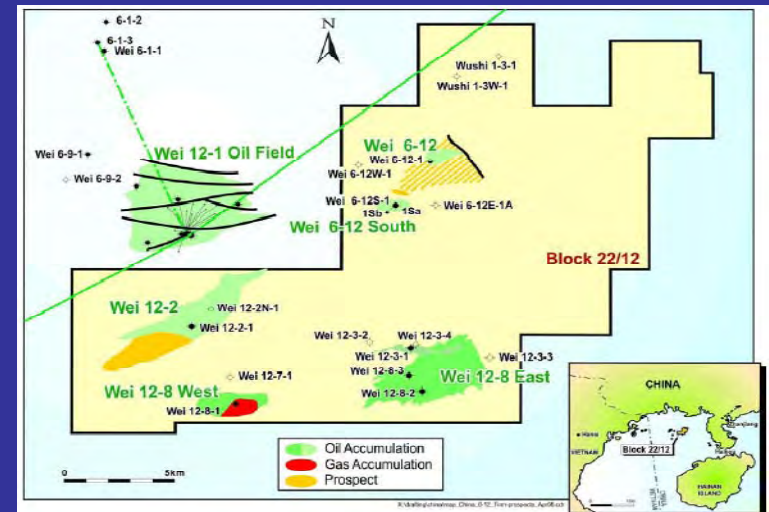 6-1-2
6-1-3
Wei 6-1-1
N
Wushi 1-3-1
Wushi 1-3W-1
Wei 6-9-1
Wei 6-9-2
Wei 12-1 Oil Field
Wei 6-12
Wei 6-12-1
Wei 6-12W-1
Wei 6-12S-1
1Sb
1Sa
Wei 6-12E-1A
Wei 6-12 South
Block 22/12
Wei 12-2
Wei 12-2N-1
Wei 12-2-1
Wei 12-3-2
Wei 12-3-4
Wei 12-3-1
Wei 12-3-3
Wei 12-8-3
Wei 12-8 East
Wei 12-8-2
Wei 12-7-1
Wei 12-8 West
Wei 12-8-1
Oil Accumulation
Gas Accumulation
Prospect
0
5km
CHINA
Hanoi
VIETNAM
Block 22/12
Zhanjiang
Haikou
HAINAN
ISLAND
CHINA
VIETNAM